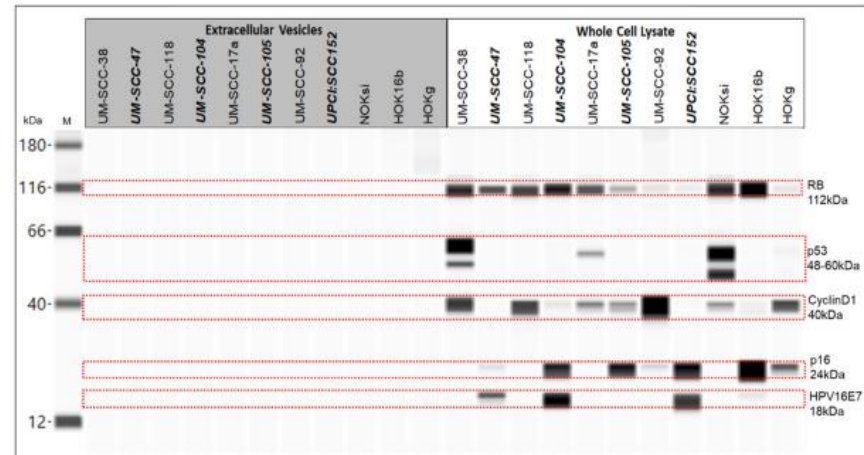 Extracellular Vesicles
Whole Cell Lysate
kDa
M
UM-SCC-38
UM-SCC-47
UM-SCC-118
UM-SCC-104
UM-SCC-17a
UM-SCC-105
UM-SCC-92
UPCI:SCC152
NOKsi
HOK16b
HOKg
UM-SCC-38
UM-SCC-47
UM-SCC-118
UM-SCC-104
UM-SCC-17a
UM-SCC-105
UM-SCC-92
UPCI:SCC152
NOKsi
HOK16b
HOKg
180-
116-
66-
40-
12-
RB
112kDa
p53
48-60kDa
CyclinD1
40kDa
p16
24kDa
HPV16E7
18kDa